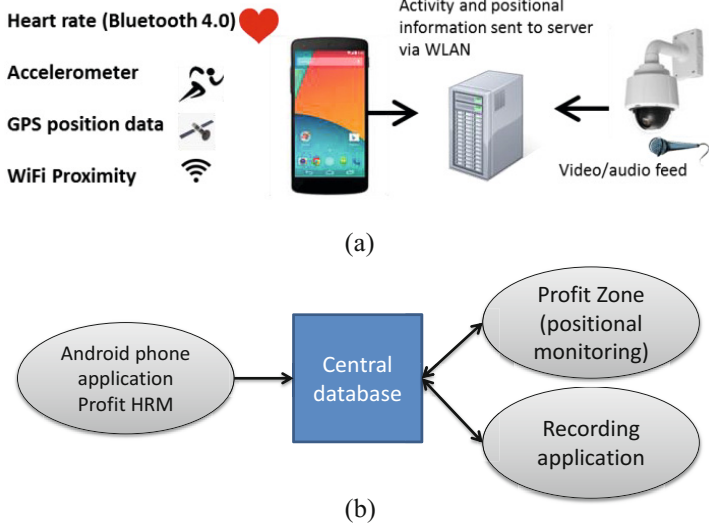 Heart rate (Bluetooth 4.0)
Activity and positional
information sent to server
via WLAN
Accelerometer
GPS position data
WiFi Proximity
Video/audio feed
(a)
Profit Zone
(positional
monitoring)
Android phone
application
Profit HRM
Central
database
Recording
application
(b)